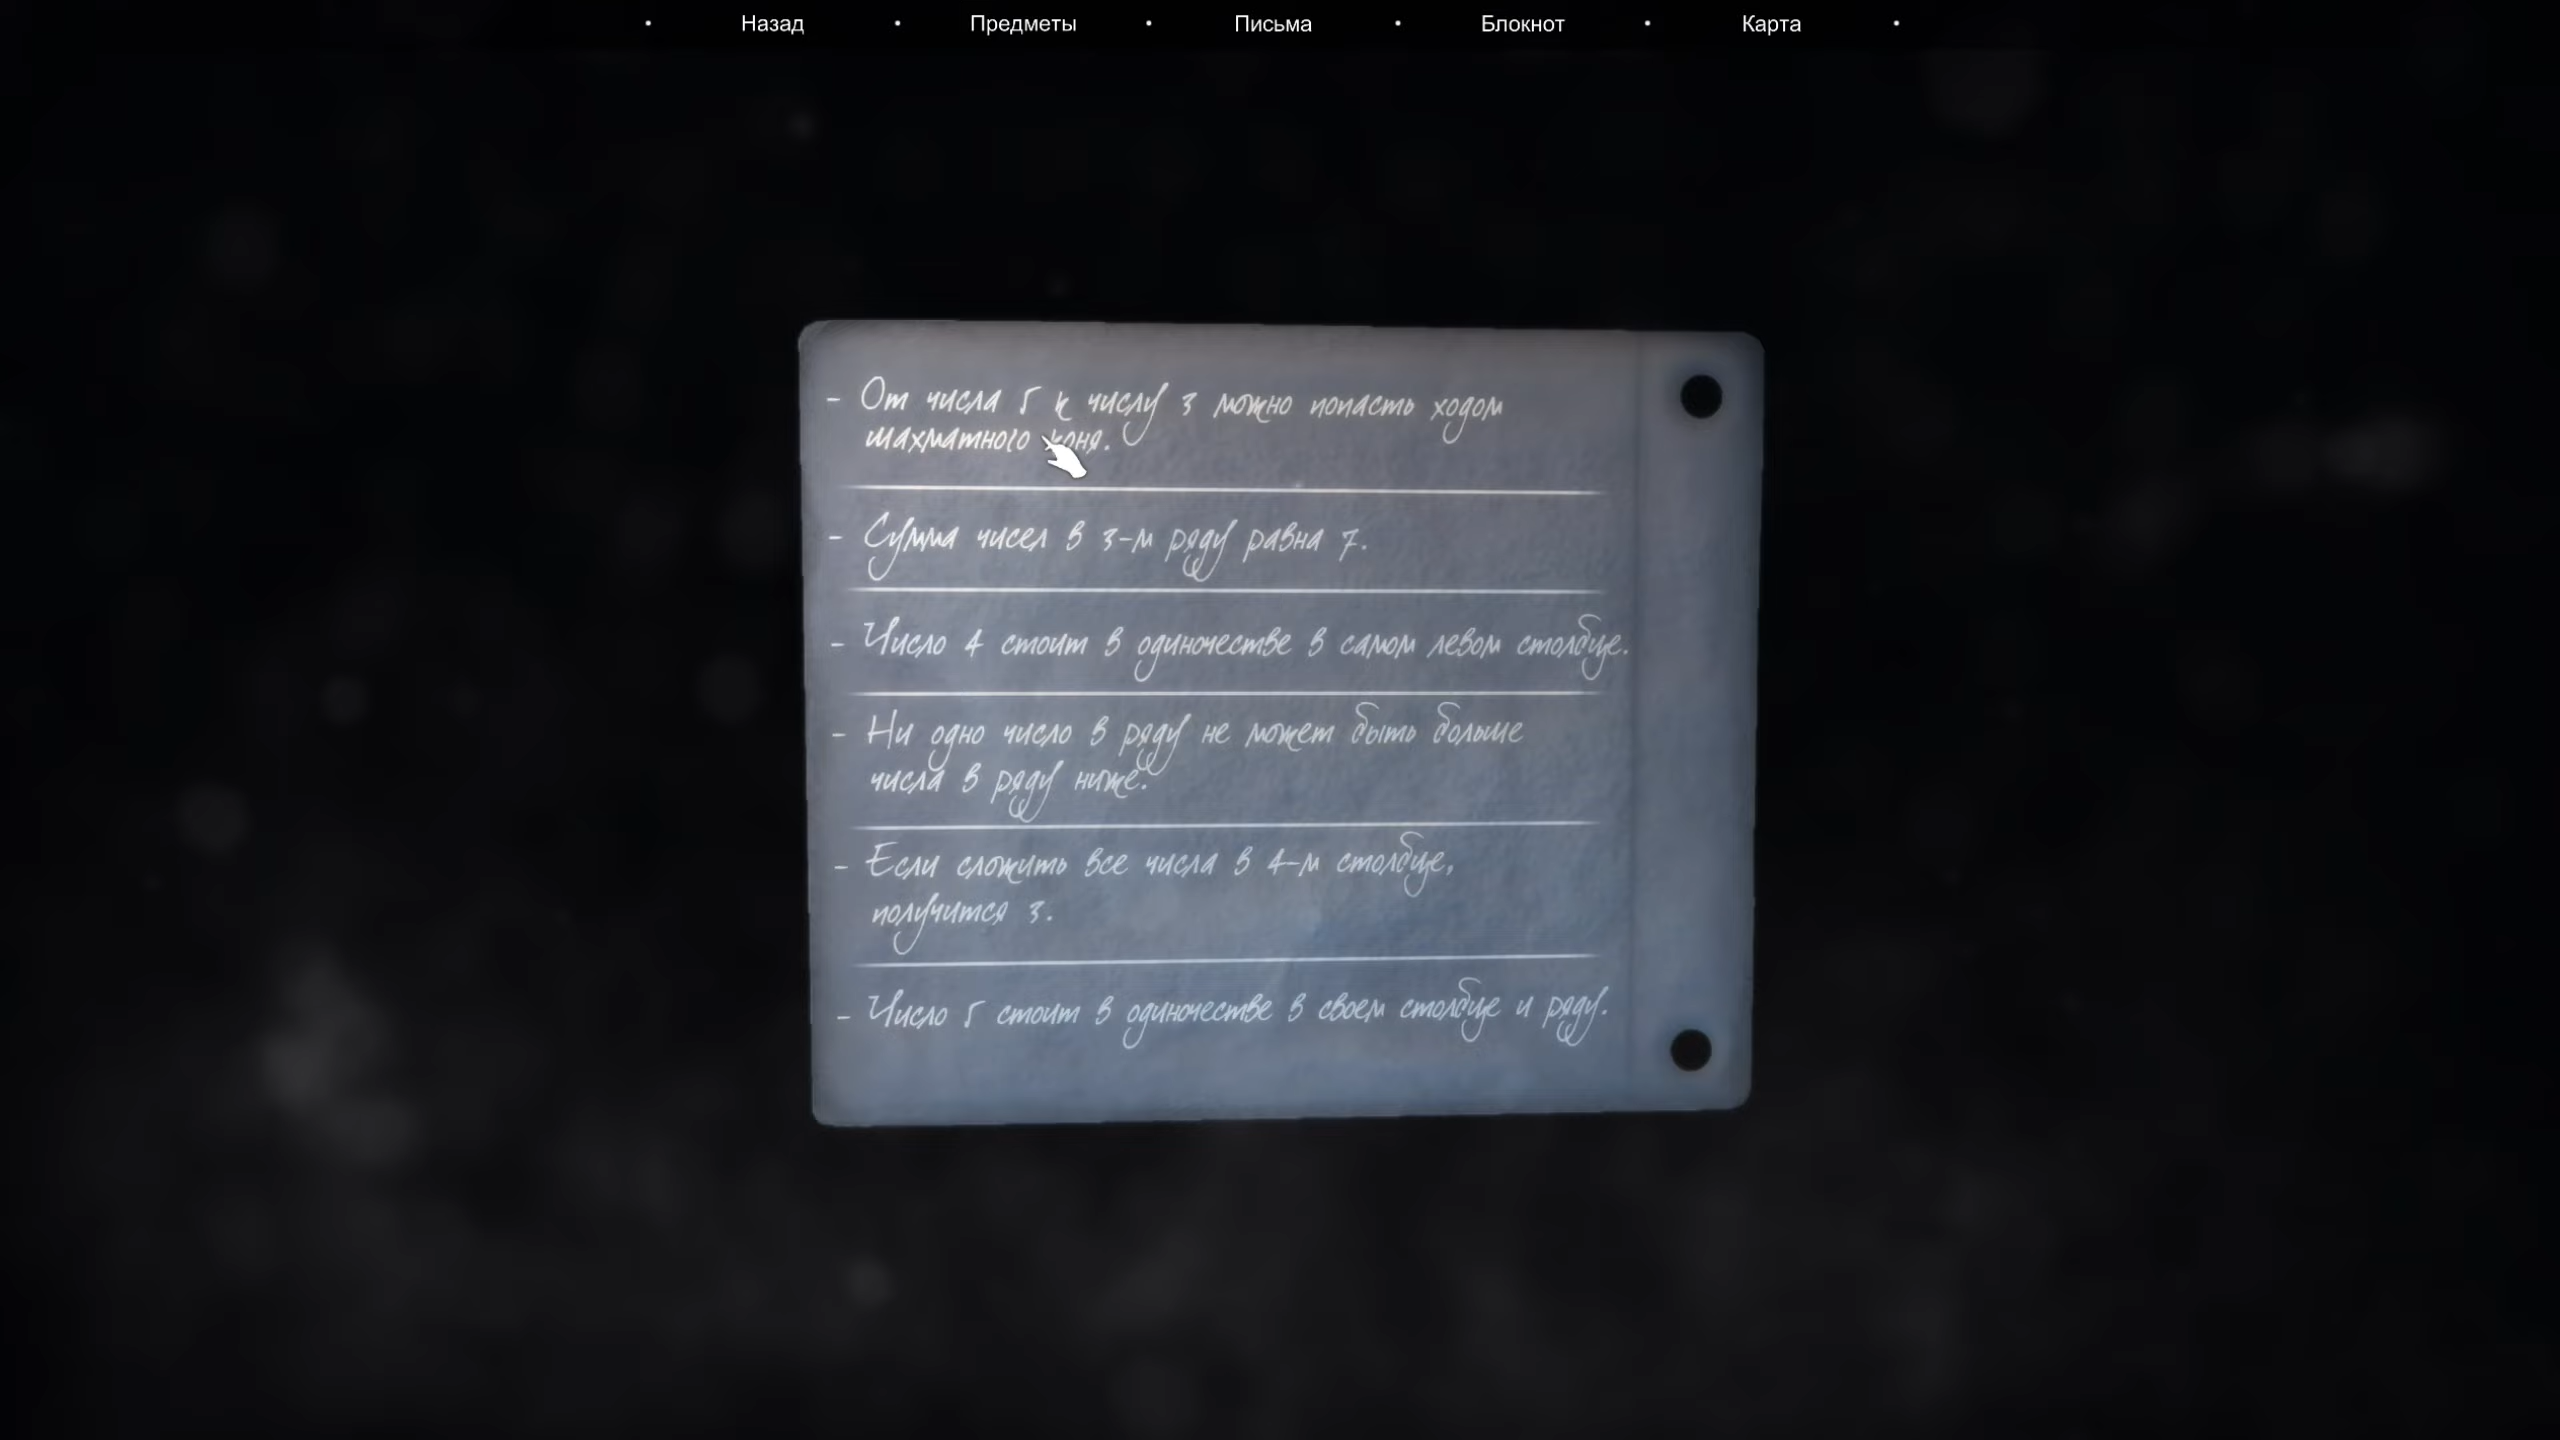 • Назад • Предметы • Письма • Блокнот • Карта •
- От числа 5 к числу 3 можно попасть ходом
шахматного коня.
- Сумма чисел в 3-м ряду равна 7.
- Число 4 стоит в одиночестве в самом левом столбце.
- Ни одно число в ряду не может быть больше
числа в ряду ниже.
- Если сложить все числа в 4-м столбце,
получится 3.
- Число 5 стоит в одиночестве в своем столбце и ряду.